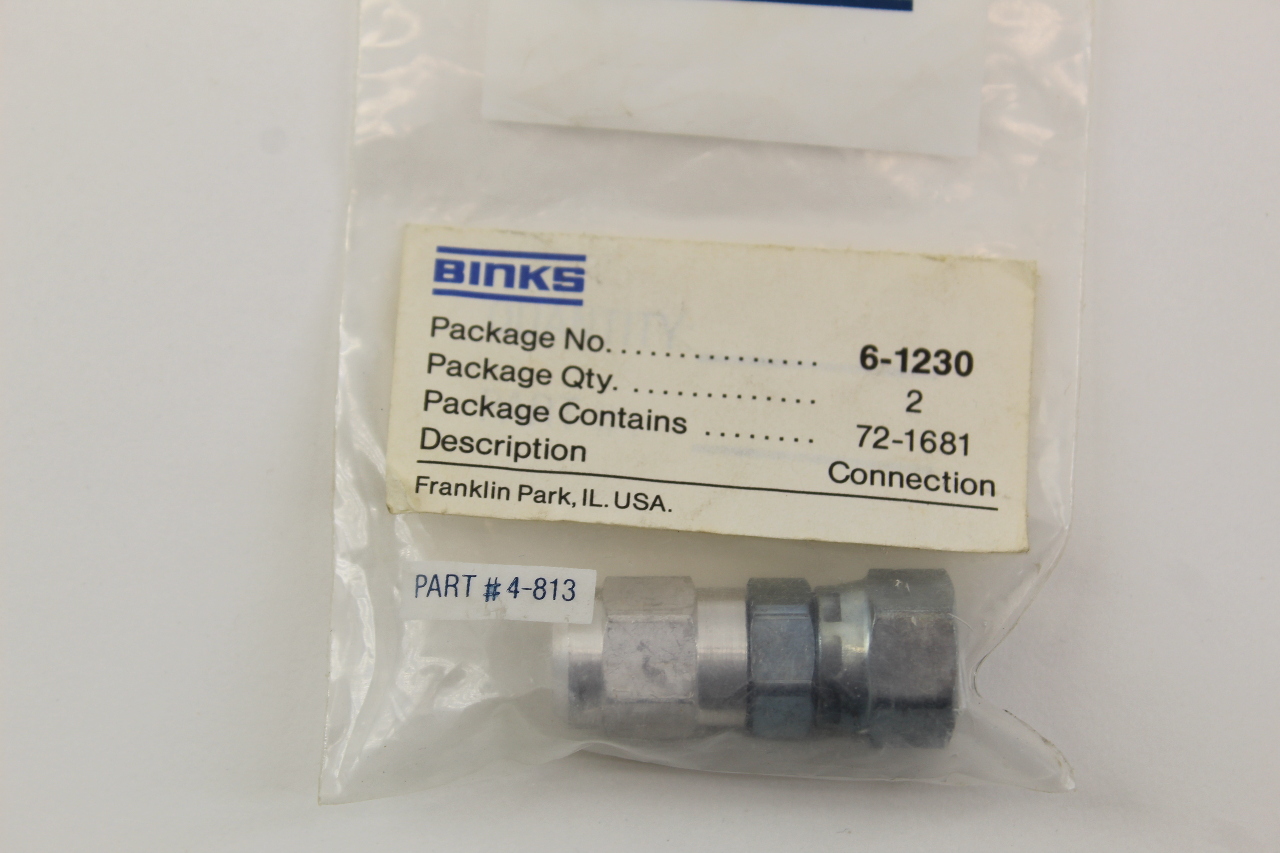 BINKS
Package No. . . . . . . . . . . . . . . . 6-1230
Package Qty. . . . . . . . . . . . . . 2
Package Contains . . . . . . . . 72-1681
Description Connection
Franklin Park, IL. USA.
PART # 4-813